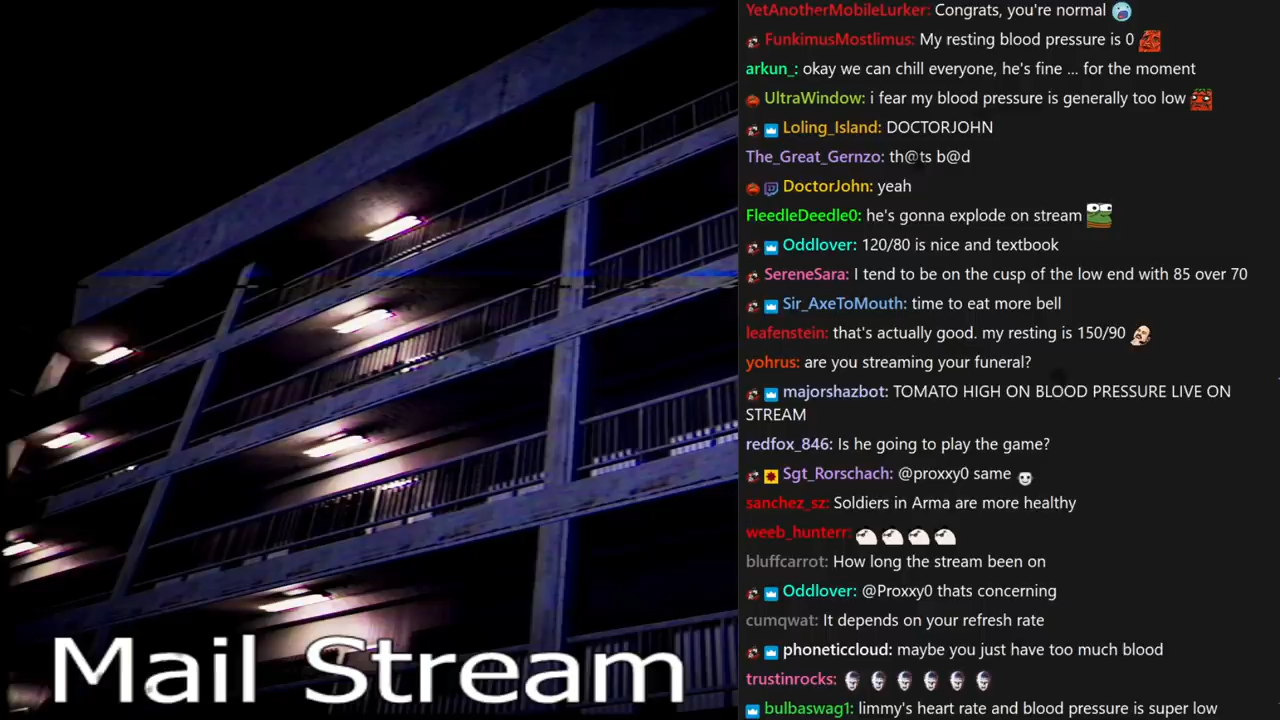 YetAnotherMobileLurker: Congrats, you're normal
FunkimusMostlimus: My resting blood pressure is 0
arkun_: okay we can chill everyone, he's fine ... for the moment
UltraWindow: i fear my blood pressure is generally too low
Loling_Island: DOCTORJOHN
The_Great_Gernzo: th@ts b@d
DoctorJohn: yeah
FleedleDeedle0: he's gonna explode on stream
Oddlover: 120/80 is nice and textbook
SereneSara: I tend to be on the cusp of the low end with 85 over 70
Sir_AxeToMouth: time to eat more bell
leafenstein: that's actually good. my resting is 150/90
yohrus: are you streaming your funeral?
majorshazbot: TOMATO HIGH ON BLOOD PRESSURE LIVE ON
STREAM
redfox_846: Is he going to play the game?
Sgt_Rorschach: @proxxy0 same
sanchez_sz: Soldiers in Arma are more healthy
weeb_hunterr:
bluffcarrot: How long the stream been on
Oddlover: @Proxxy0 thats concerning
cumqwat: It depends on your refresh rate
phoneticcloud: maybe you just have too much blood
trustinrocks:
bulbaswag1: limmy's heart rate and blood pressure is super low
Mail Stream